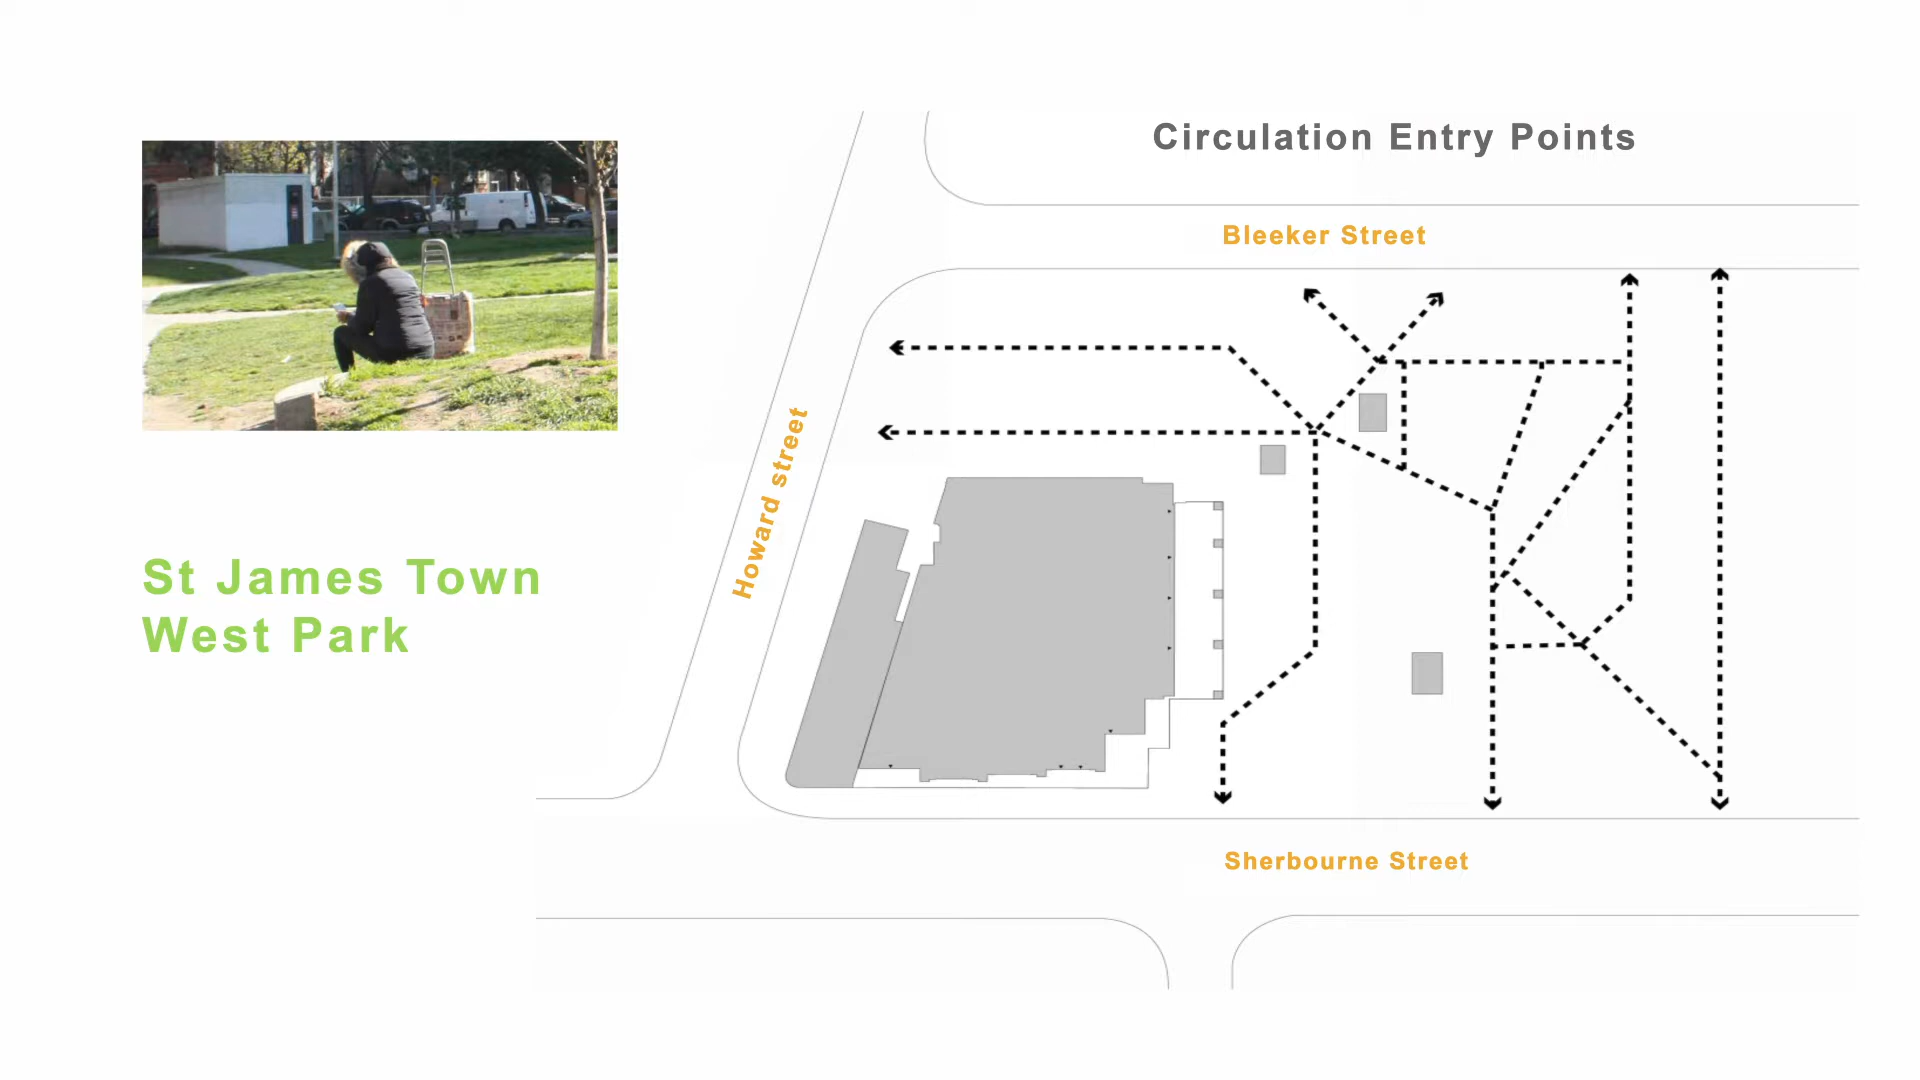 Circulation Entry Points
Bleeker Street
Howard street
St James Town
West Park
Sherbourne Street